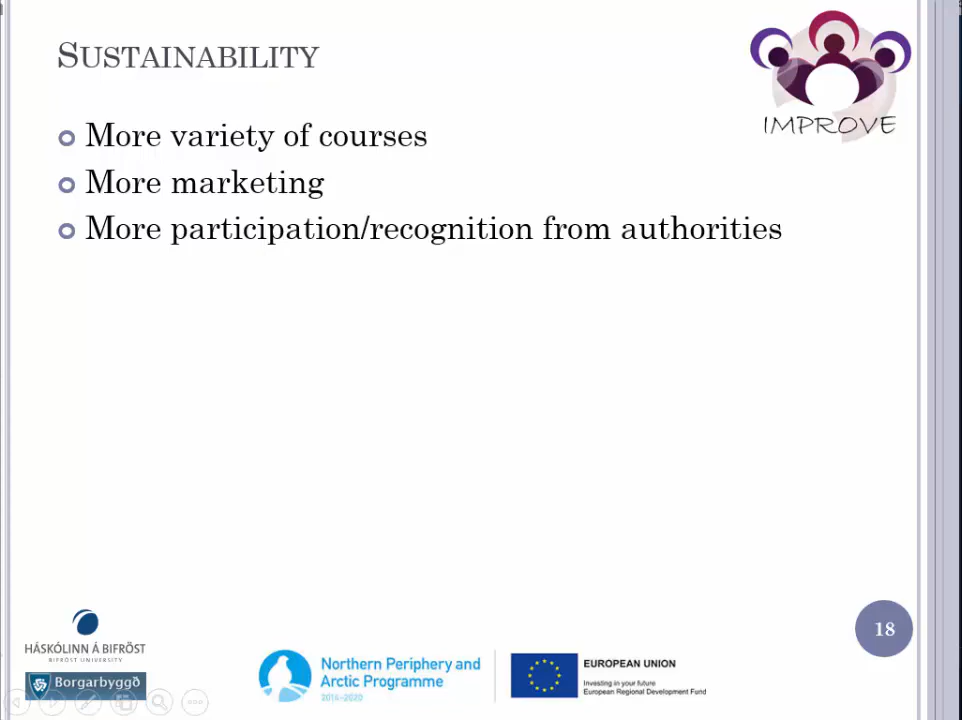 SUSTAINABILITY
IMPROVE
More variety of courses
More marketing
More participation/recognition from authorities
18
HÁSKÓLINN Á BIFRÖST
BIFRÖST UNIVERSITY
Borgarbyggð
Northern Periphery and
Arctic Programme
2014–2020
EUROPEAN UNION
Investing in your future
European Regional Development Fund